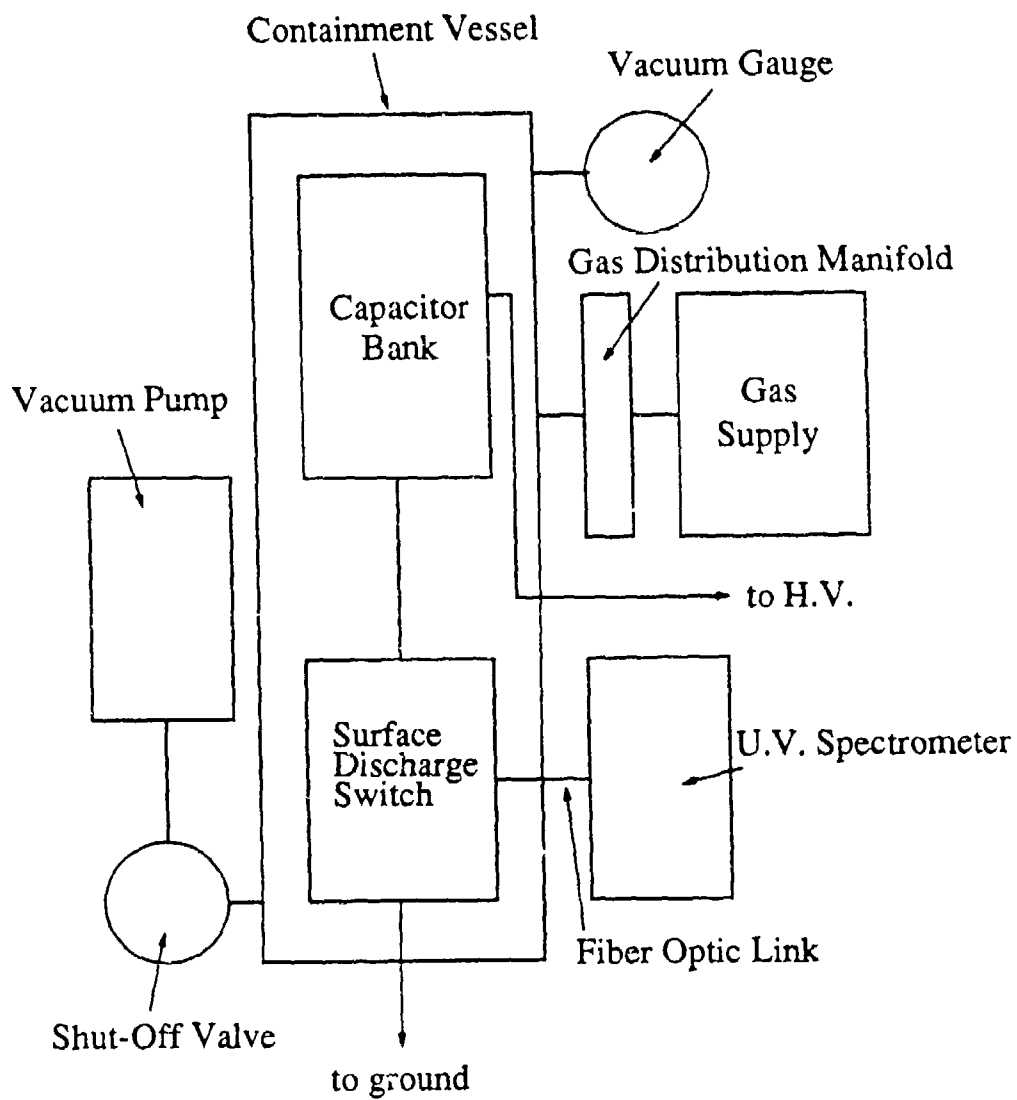 Containment Vessel
Vacuum Gauge
Gas Distribution Manifold
Capacitor
Bank
Gas
Supply
Vacuum Pump
to H.V.
Surface
Discharge
Switch
U.V. Spectrometer
Fiber Optic Link
Shut-Off Valve
to ground